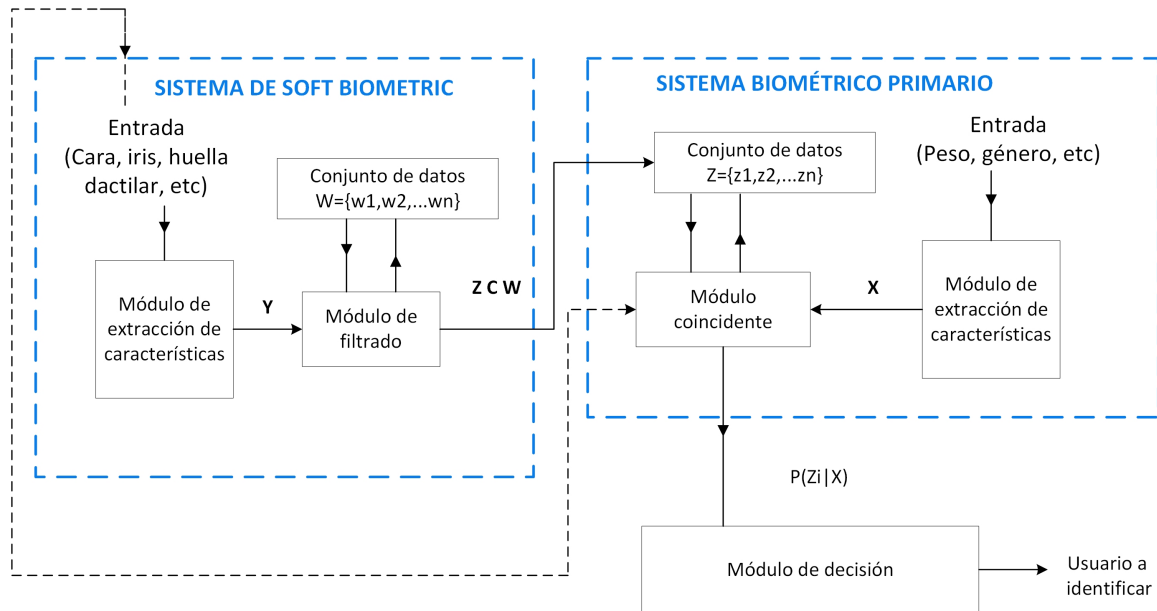 SISTEMA DE SOFT BIOMETRIC
Entrada
(Cara, iris, huella
dactilar, etc)
Conjunto de datos
W={w1,w2,...wn}
Módulo de
extracción de
características
Y
Módulo de
filtrado
Z C W
SISTEMA BIOMÉTRICO PRIMARIO
Conjunto de datos
Z={z1,z2,...zn}
Entrada
(Peso, género, etc)
Módulo
coincidente
X
Módulo de
extracción de
características
P(Zi|X)
Módulo de decisión
Usuario a
identificar